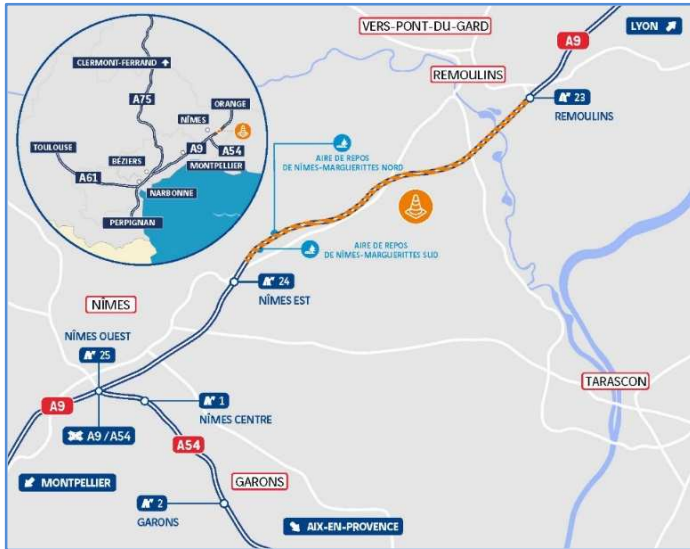 VERS-PONT-DU-GARD
A9
LYON
REMOULINS
23
REMOULINS
CLERMONT-FERRAND
A75
ORANGE
NÎMES
TOULOUSE
A9
A54
BÉZIERS
MONTPELLIER
A61
NARBONNE
PERPIGNAN
AIRE DE REPOS
DE NÎMES-MARGUERITTES NORD
AIRE DE REPOS
DE NÎMES-MARGUERITTES SUD
24
NÎMES EST
NÎMES
NÎMES OUEST
25
TARASCON
A9
1
NÎMES CENTRE
A9/A54
A54
MONTPELLIER
GARONS
2
GARONS
AIX-EN-PROVENCE